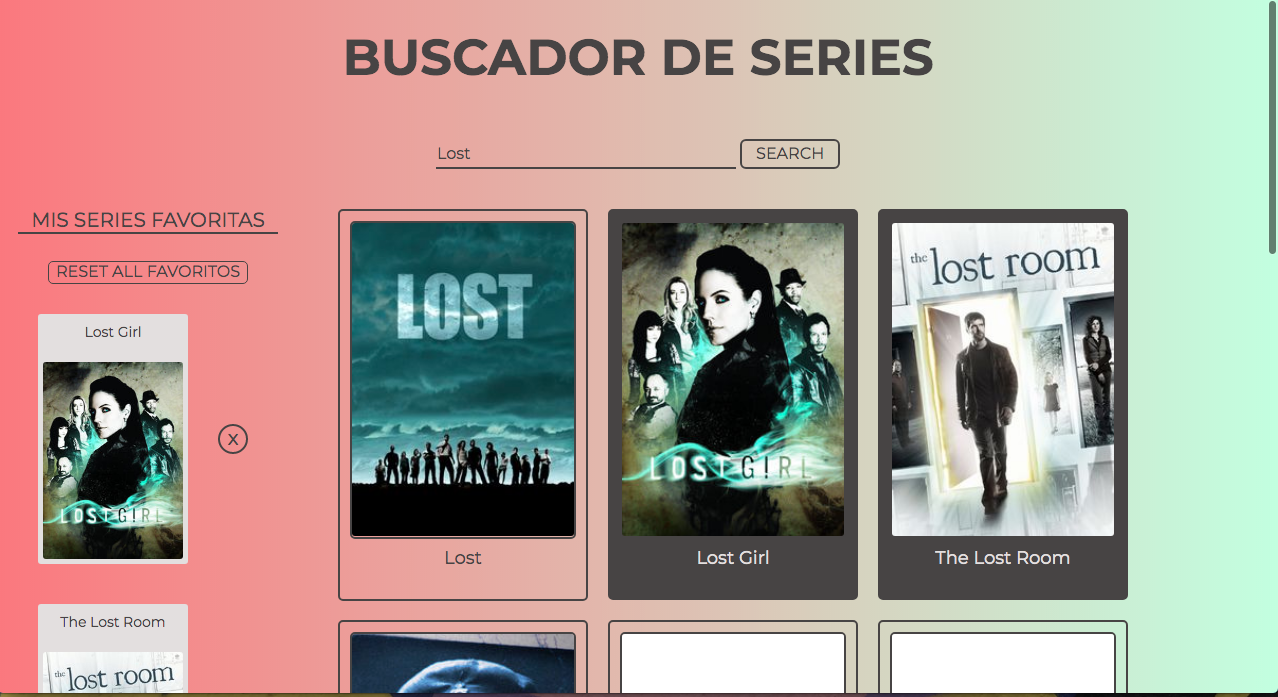 BUSCADOR DE SERIES
Lost
SEARCH
MIS SERIES FAVORITAS
RESET ALL FAVORITOS
Lost Girl
LOST GIRL
X
The Lost Room
the lost room
LOST
Lost
LOST GIRL
Lost Girl
the lost room
The Lost Room